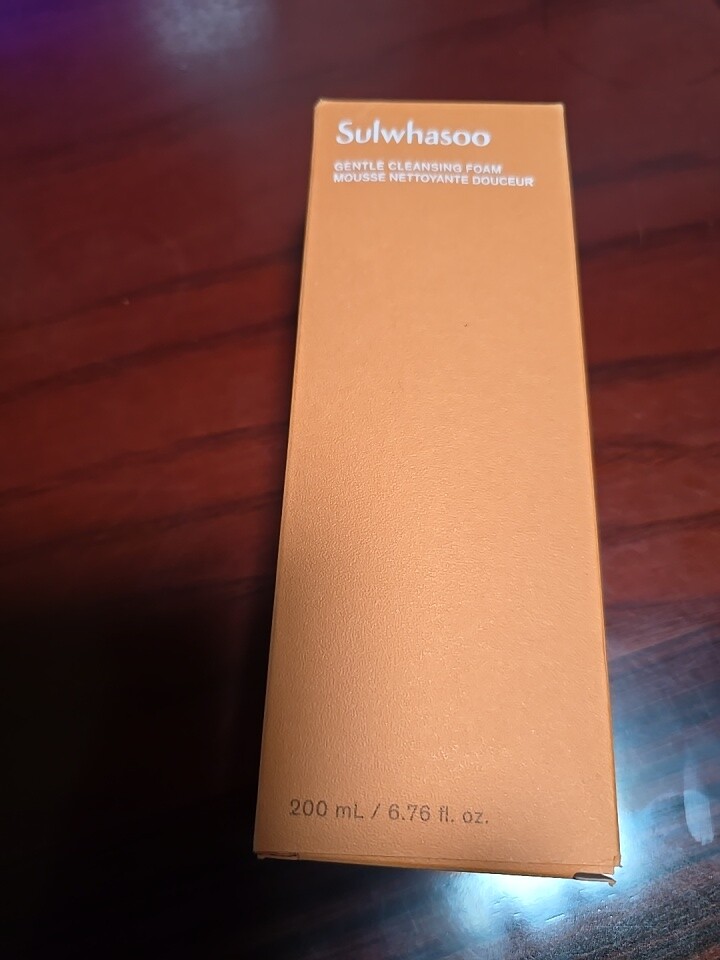 Sulwhasoo
GENTLE CLEANSING FOAM
MOUSSE NETTOYANTE DOUCEUR
200 mL / 6.76 fl. oz.